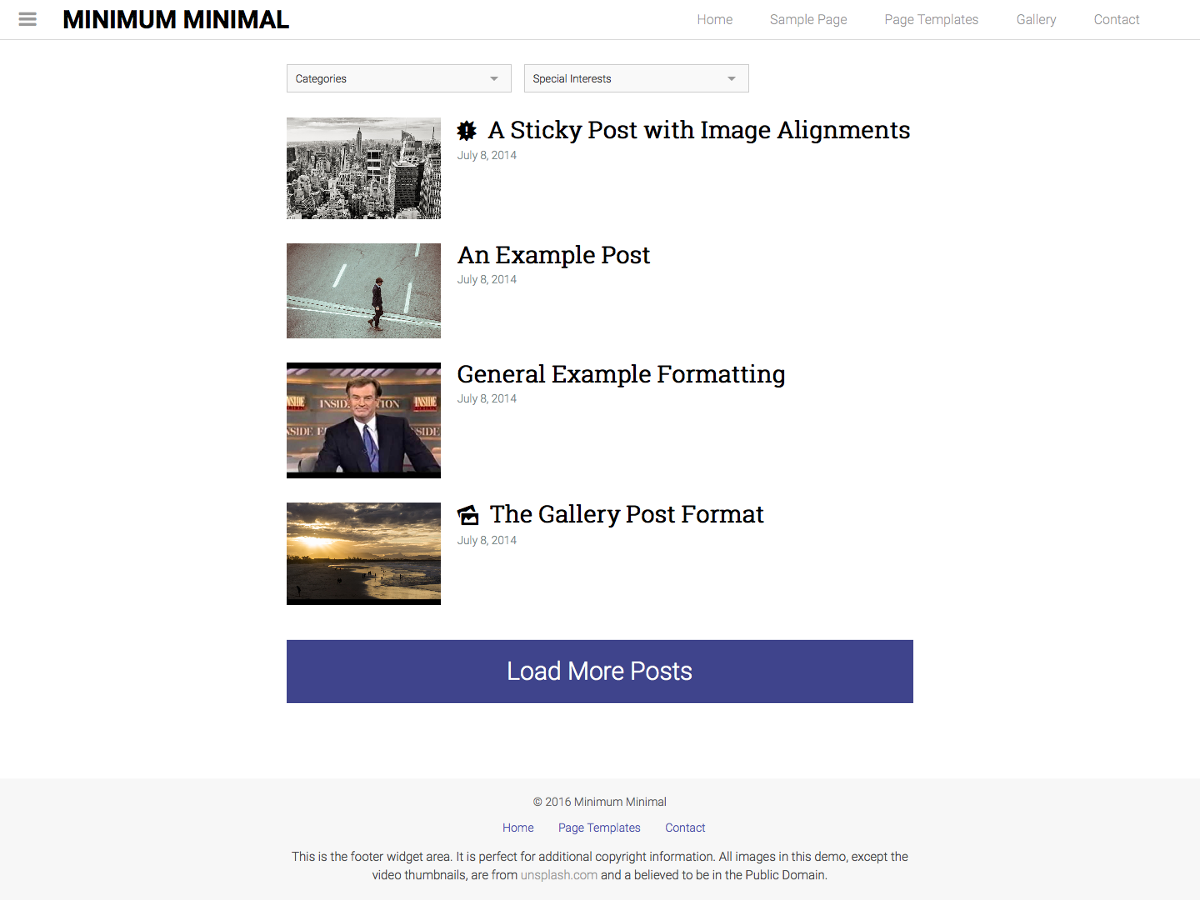 MINIMUM MINIMAL
Home Sample Page Page Templates Gallery Contact
Categories Special Interests
A Sticky Post with Image Alignments
July 8, 2014
An Example Post
July 8, 2014
General Example Formatting
July 8, 2014
INSIDE
INSIDE
The Gallery Post Format
July 8, 2014
Load More Posts
© 2016 Minimum Minimal
Home Page Templates Contact
This is the footer widget area. It is perfect for additional copyright information. All images in this demo, except the
video thumbnails, are from unsplash.com and a believed to be in the Public Domain.